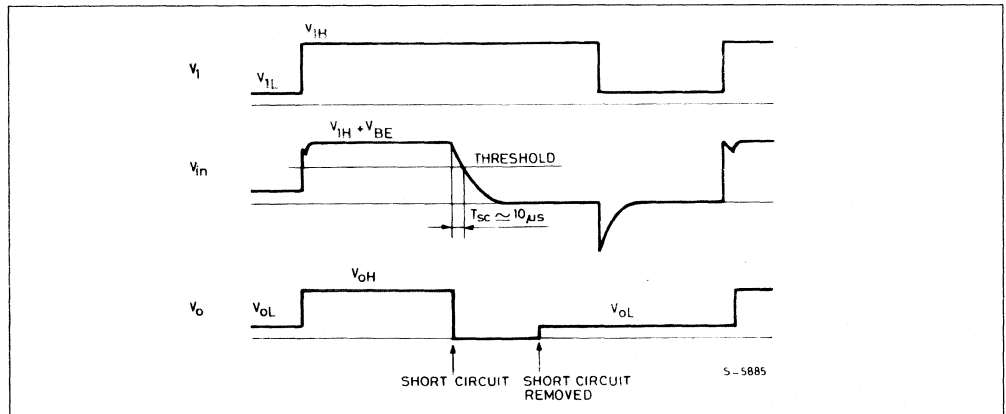 V1H
V1
V1L
V1H + VBE
THRESHOLD
Vin
Tsc ≃ 10µs
VoH
Vo
VoL
VoL
SHORT CIRCUIT
SHORT CIRCUIT
REMOVED
S-5885